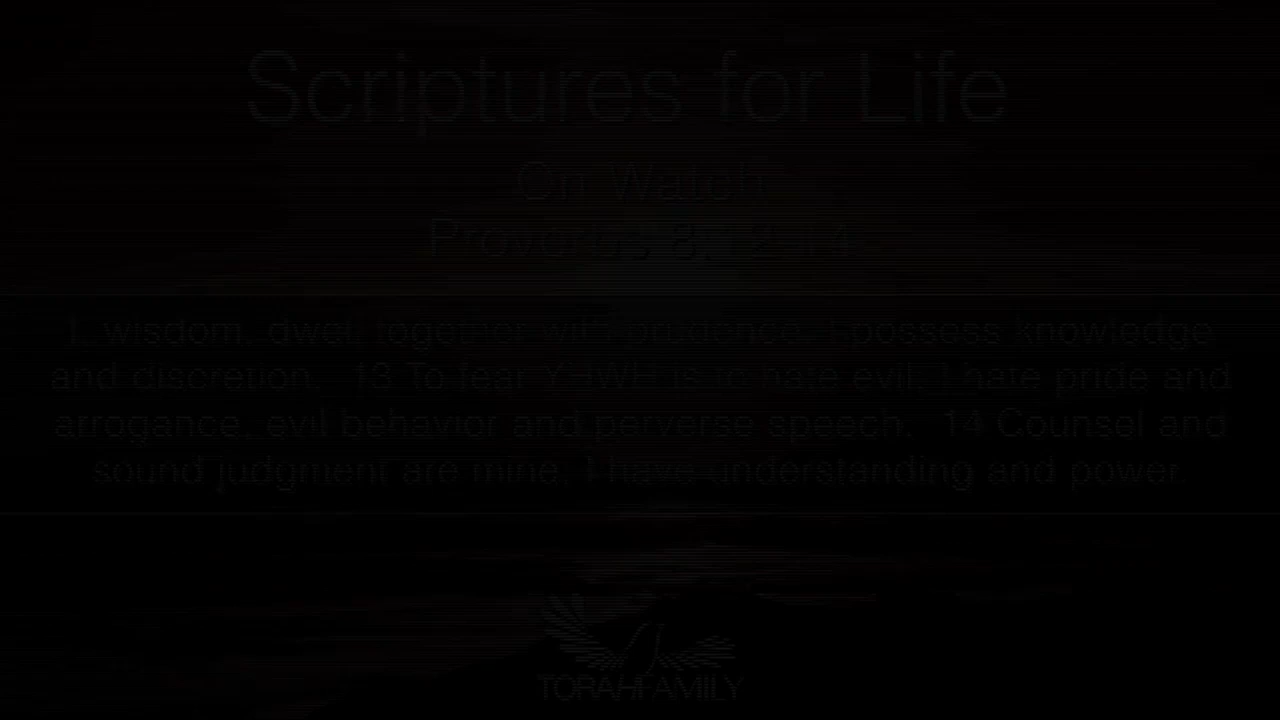 Scriptures for Life
On Watch
Proverbs 8:12-14
I, wisdom, dwell together with prudence; I possess knowledge
and discretion. 13 To fear YHWH is to hate evil; I hate pride and
arrogance, evil behavior and perverse speech. 14 Counsel and
sound judgment are mine; I have understanding and power.
TORAHFAMILY